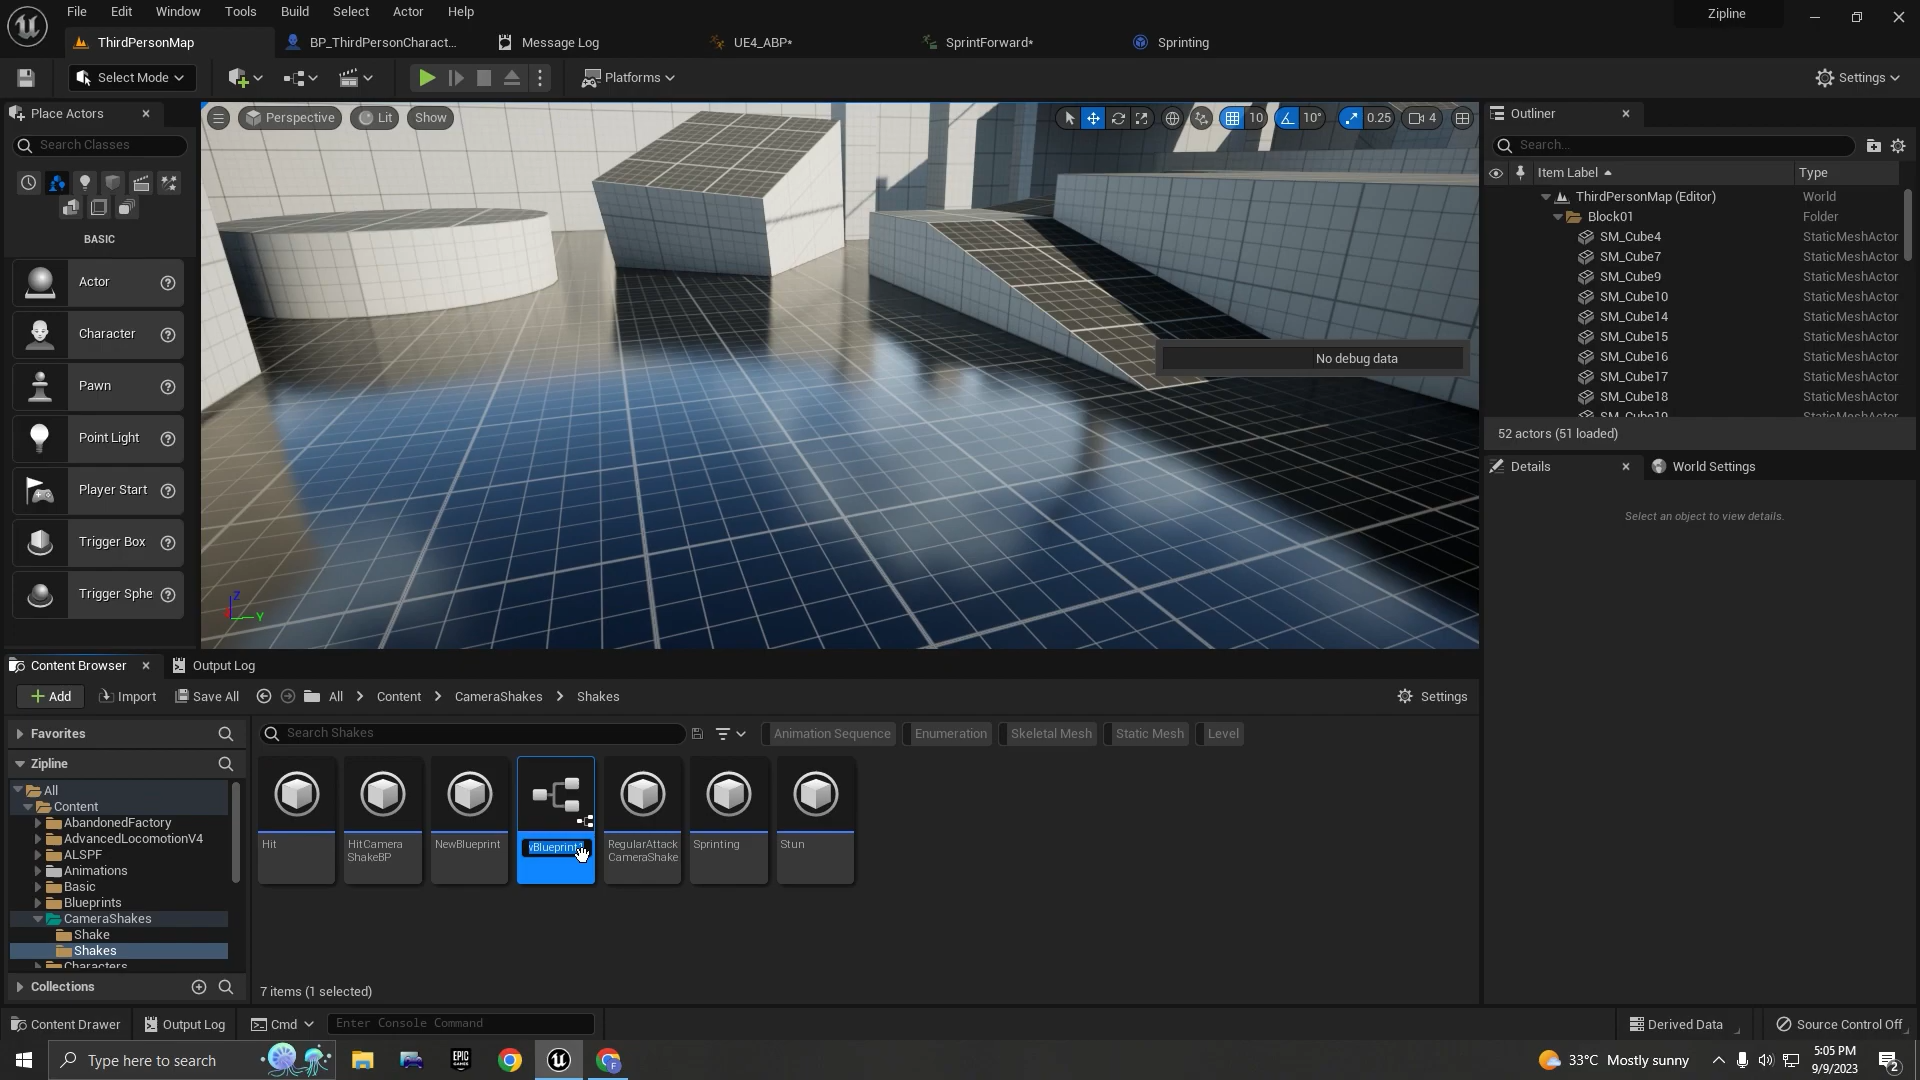 File Edit Window Tools Build Select Actor Help
Zipline
ThirdPersonMap
BP_ThirdPersonCharact...
Message Log
UE4_ABP*
SprintForward*
Sprinting
Select Mode
Platforms
Settings
Place Actors
Search Classes
BASIC
Actor
Character
Pawn
Point Light
Player Start
Trigger Box
Trigger Sphe
Perspective Lit Show
10 10° 0.25 4
No debug data
Z
Y
Outliner
Search...
Item Label Type
ThirdPersonMap (Editor) World
Block01 Folder
SM_Cube4 StaticMeshActor
SM_Cube7 StaticMeshActor
SM_Cube9 StaticMeshActor
SM_Cube10 StaticMeshActor
SM_Cube14 StaticMeshActor
SM_Cube15 StaticMeshActor
SM_Cube16 StaticMeshActor
SM_Cube17 StaticMeshActor
SM_Cube18 StaticMeshActor
SM_Cube19 StaticMeshActor
52 actors (51 loaded)
Details
World Settings
Select an object to view details.
Content Browser
Output Log
Add Import Save All All Content CameraShakes Shakes
Settings
Favorites
Zipline
All
Content
AbandonedFactory
AdvancedLocomotionV4
ALSPF
Animations
Basic
Blueprints
CameraShakes
Shake
Shakes
Characters
Collections
Search Shakes
Animation Sequence Enumeration Skeletal Mesh Static Mesh Level
Hit
HitCamera
ShakeBP
NewBlueprint
vBlueprint1
RegularAttack
CameraShake
Sprinting
Stun
7 items (1 selected)
Content Drawer Output Log Cmd Enter Console Command
Derived Data Source Control Off
Type here to search
EPIC
GAMES
F
33°C Mostly sunny
5:05 PM
9/9/2023
2